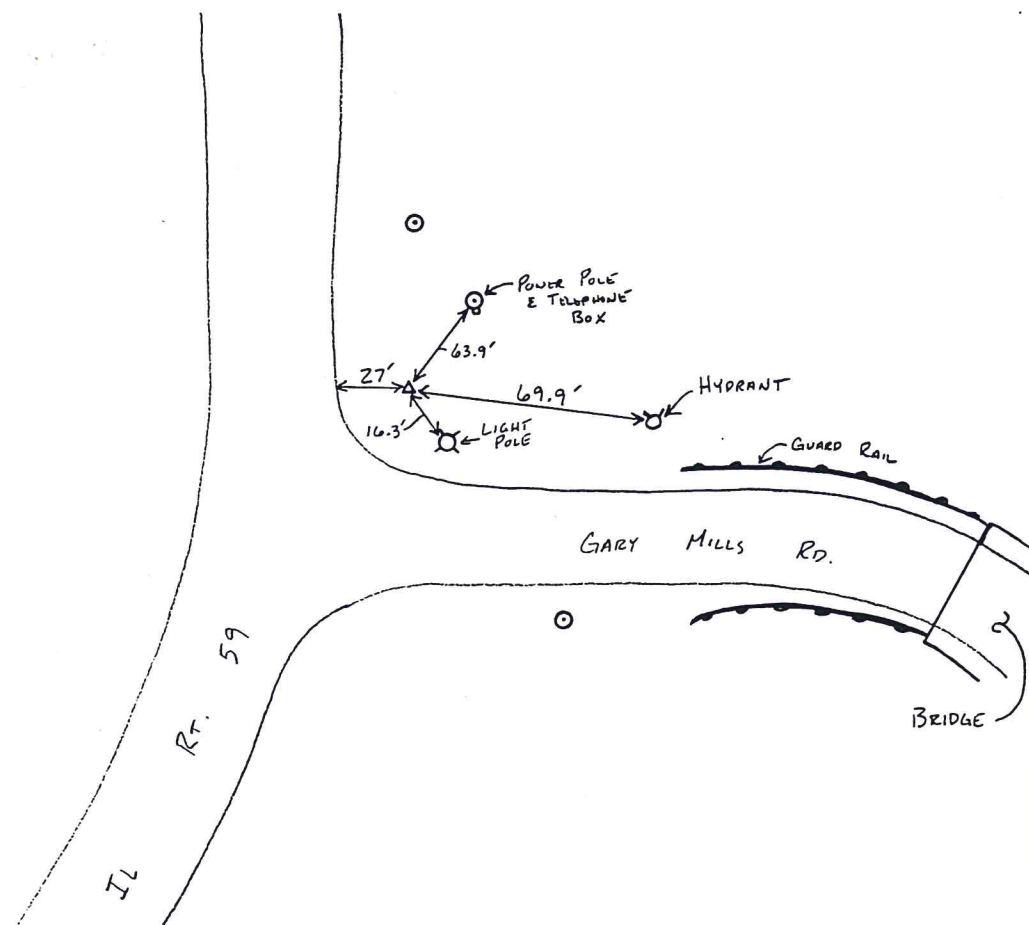 POWER POLE
& TELEPHONE
BOX
63.9'
27'
69.9'
HYDRANT
16.3'
LIGHT
POLE
GUARD RAIL
GARY MILLS RD.
BRIDGE
IL RT. 59